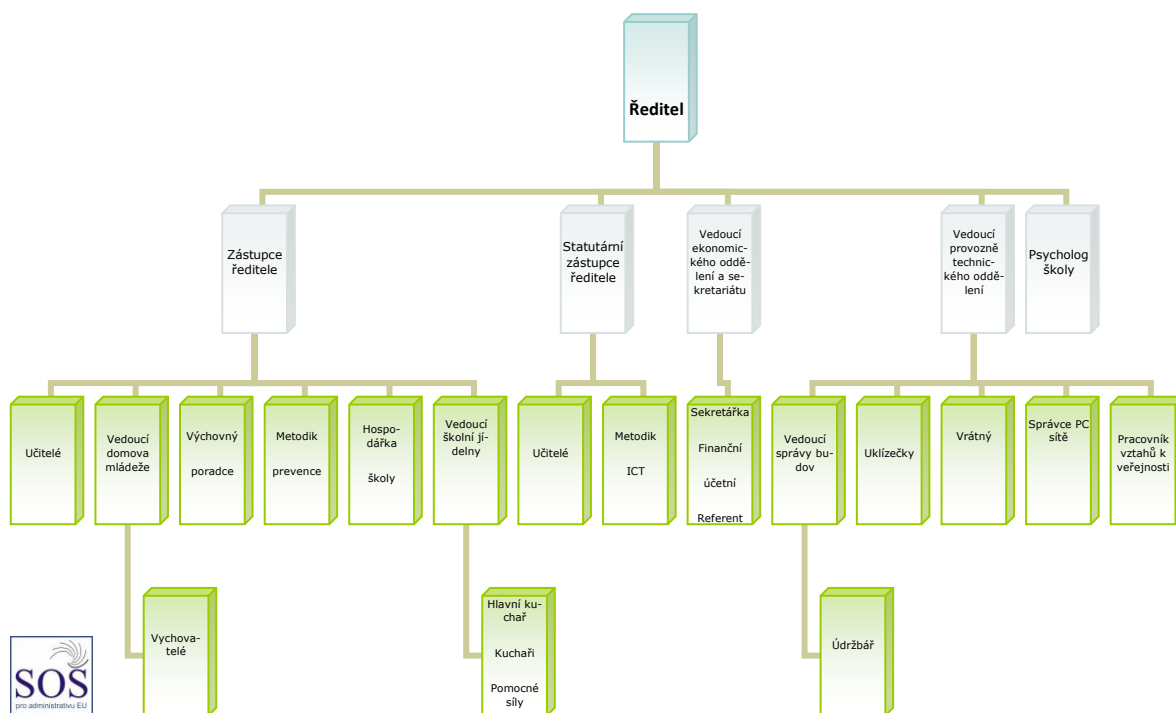 Ředitel
Zástupce
ředitele
Statutární
zástupce
ředitele
Vedoucí
ekonomic-
kého oddě-
lení a se-
kretariátu
Vedoucí
provozně
technic-
kého oddě-
lení
Psycholog
školy
Učitelé
Vedoucí
domova
mládeže
Výchovný
poradce
Metodik
prevence
Hospo-
dářka
školy
Vedoucí
školní jí-
delny
Učitelé
Metodik
ICT
Sekretářka
Finanční
účetní
Referent
Vedoucí
správy bu-
dov
Uklízečky
Vrátný
Správce PC
sítě
Pracovník
vztahů k
veřejnosti
Vychova-
telé
Hlavní ku-
chař
Kuchaři
Pomocné
síly
Údržbář
SOŠ
pro administrativu EU